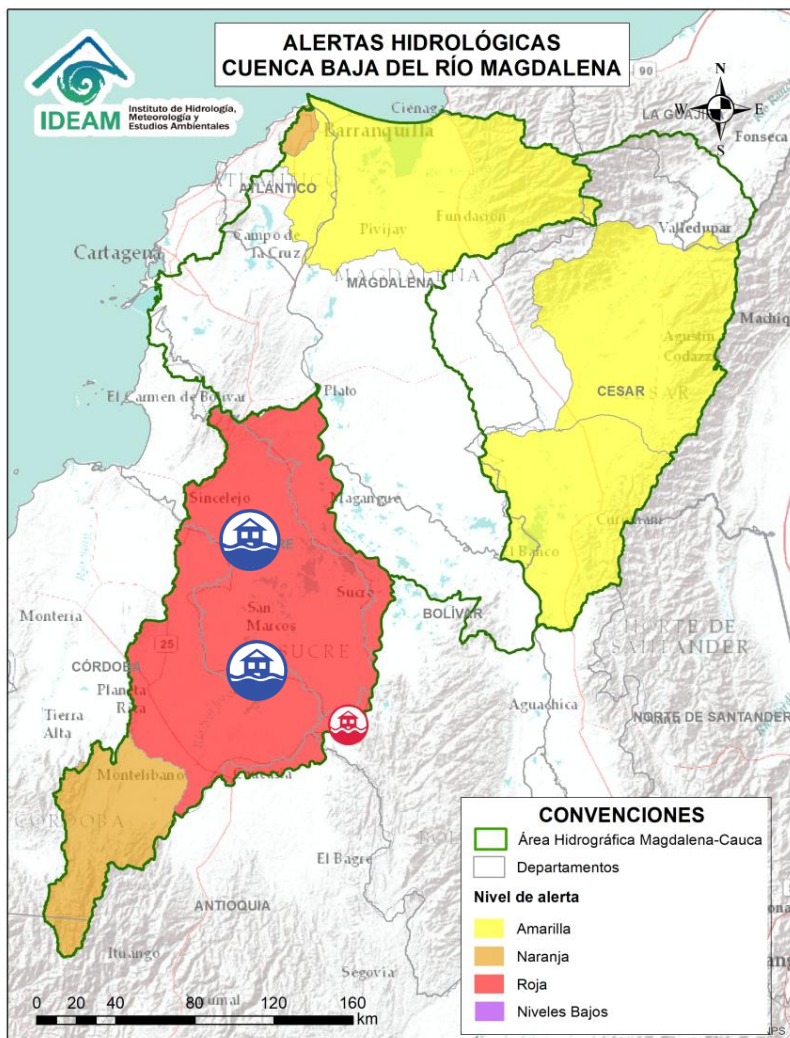 ALERTAS HIDROLÓGICAS
CUENCA BAJA DEL RÍO MAGDALENA
IDEAM
Instituto de Hidrología,
Meteorología y
Estudios Ambientales
90
N
W
E
S
Ciénaga
LA GUAJIRA
Fonseca
Barranquilla
ATLÁNTICO
Pivijay
Fundación
Valledupar
Cartagena
Campo de
la Cruz
MAGDALENA
MAGDALENA
Agustín
Codazzi
CESAR
Plato
El Carmen de Bolívar
Sincelejo
Magangué
Curumaní
El Banco
Sucre
San
Marcos
BOLÍVAR
SUCRE
Montería
25
NORTE DE
SANTANDER
CÓRDOBA
Planeta
Rica
Aguachica
Tierra
Alta
NORTE DE SANTANDER
Montelibano
Caucasia
CÓRDOBA
El Bagre
ANTIOQUIA
Ituango
Segovia
CONVENCIONES
Área Hidrográfica Magdalena-Cauca
Departamentos
Nivel de alerta
Amarilla
Naranja
Roja
Niveles Bajos
0 20 40 80 120 160
km